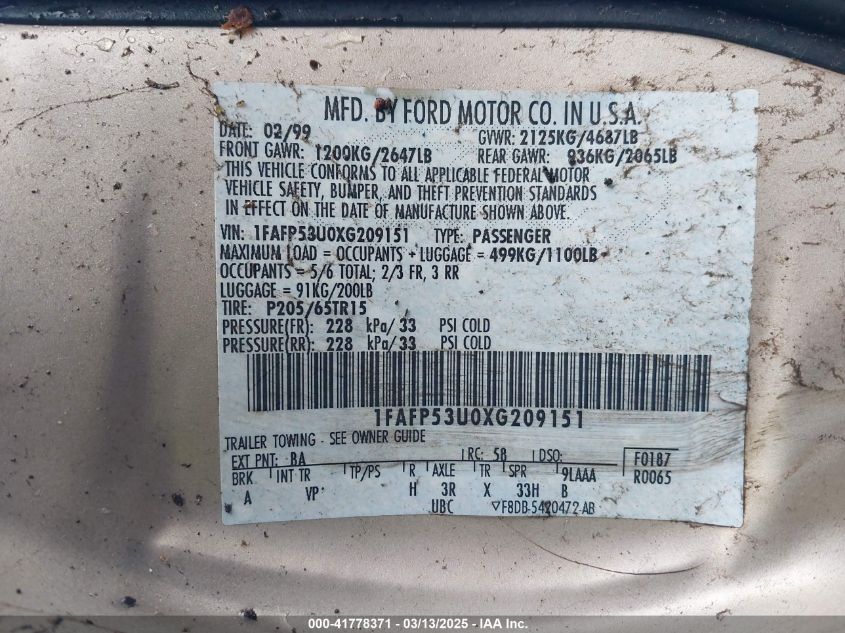 MFD. BY FORD MOTOR CO. IN U.S.A.
DATE: 02/99 GVWR: 2125KG/4687LB
FRONT GAWR: 1200KG/2647LB REAR GAWR: 936KG/2065LB
THIS VEHICLE CONFORMS TO ALL APPLICABLE FEDERAL MOTOR
VEHICLE SAFETY, BUMPER, AND THEFT PREVENTION STANDARDS
IN EFFECT ON THE DATE OF MANUFACTURE SHOWN ABOVE.
VIN: 1FAFP53U0XG209151 TYPE: PASSENGER
MAXIMUM LOAD = OCCUPANTS + LUGGAGE = 499KG/1100LB
OCCUPANTS = 5/6 TOTAL; 2/3 FR, 3 RR
LUGGAGE = 91KG/200LB
TIRE: P205/65TR15
PRESSURE(FR): 228 kPa/ 33 PSI COLD
PRESSURE(RR): 228 kPa/ 33 PSI COLD
1FAFP53U0XG209151
TRAILER TOWING - SEE OWNER GUIDE
EXT PNT: BA RC: 5B DSO: F0187
BRK INT TR TP/PS R AXLE TR SPR 9LAAA R0065
A VP H 3R X 33H B
UBC ▽F8DB-5420472-AB
000-41778371 | 03/13/2025 - IAA Inc.